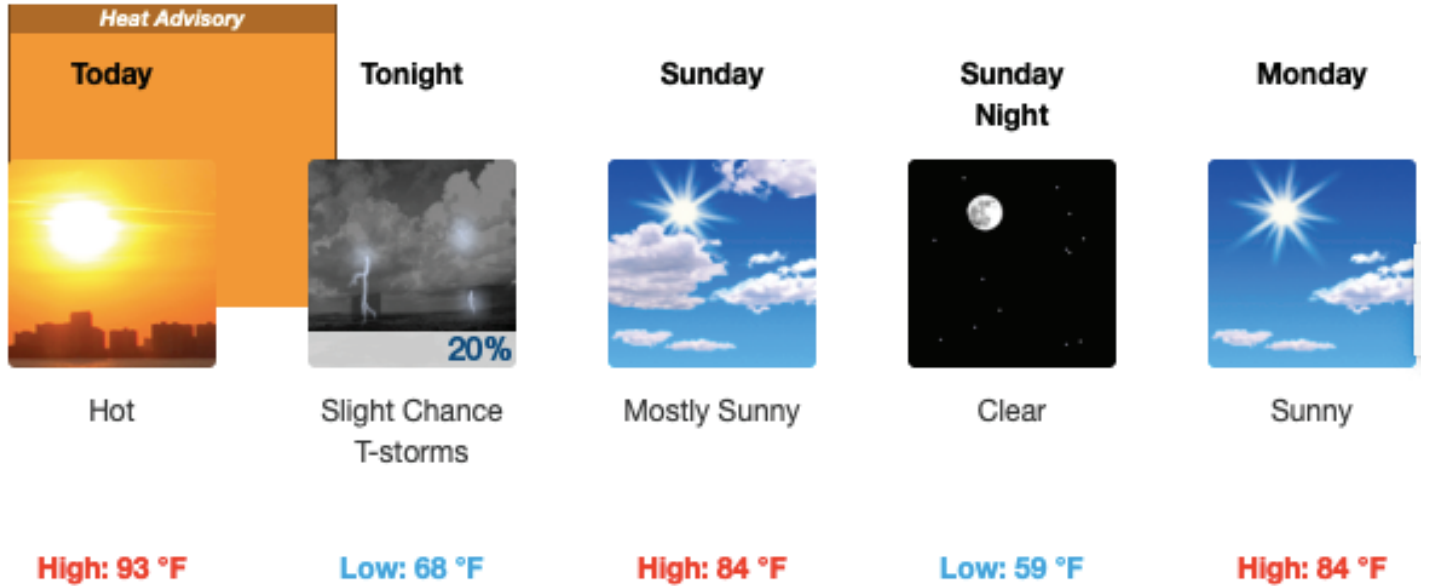 Heat Advisory
Today
Tonight
Sunday
Sunday
Night
Monday
20%
Hot
Slight Chance
T-storms
Mostly Sunny
Clear
Sunny
High: 93 °F
Low: 68 °F
High: 84 °F
Low: 59 °F
High: 84 °F